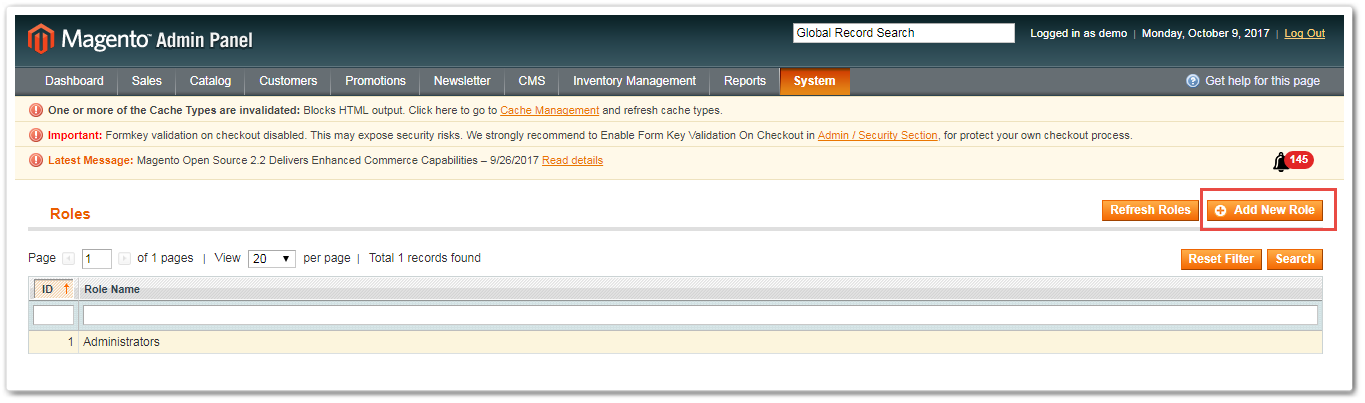 Magento™ Admin Panel
Global Record Search
Logged in as demo | Monday, October 9, 2017 | Log Out
Dashboard Sales Catalog Customers Promotions Newsletter CMS Inventory Management Reports System Get help for this page
One or more of the Cache Types are invalidated: Blocks HTML output. Click here to go to Cache Management and refresh cache types.
Important: Formkey validation on checkout disabled. This may expose security risks. We strongly recommend to Enable Form Key Validation On Checkout in Admin / Security Section, for protect your own checkout process.
Latest Message: Magento Open Source 2.2 Delivers Enhanced Commerce Capabilities – 9/26/2017 Read details 145
Roles Refresh Roles Add New Role
Page 1 of 1 pages | View 20 per page | Total 1 records found Reset Filter Search
ID Role Name
1 Administrators